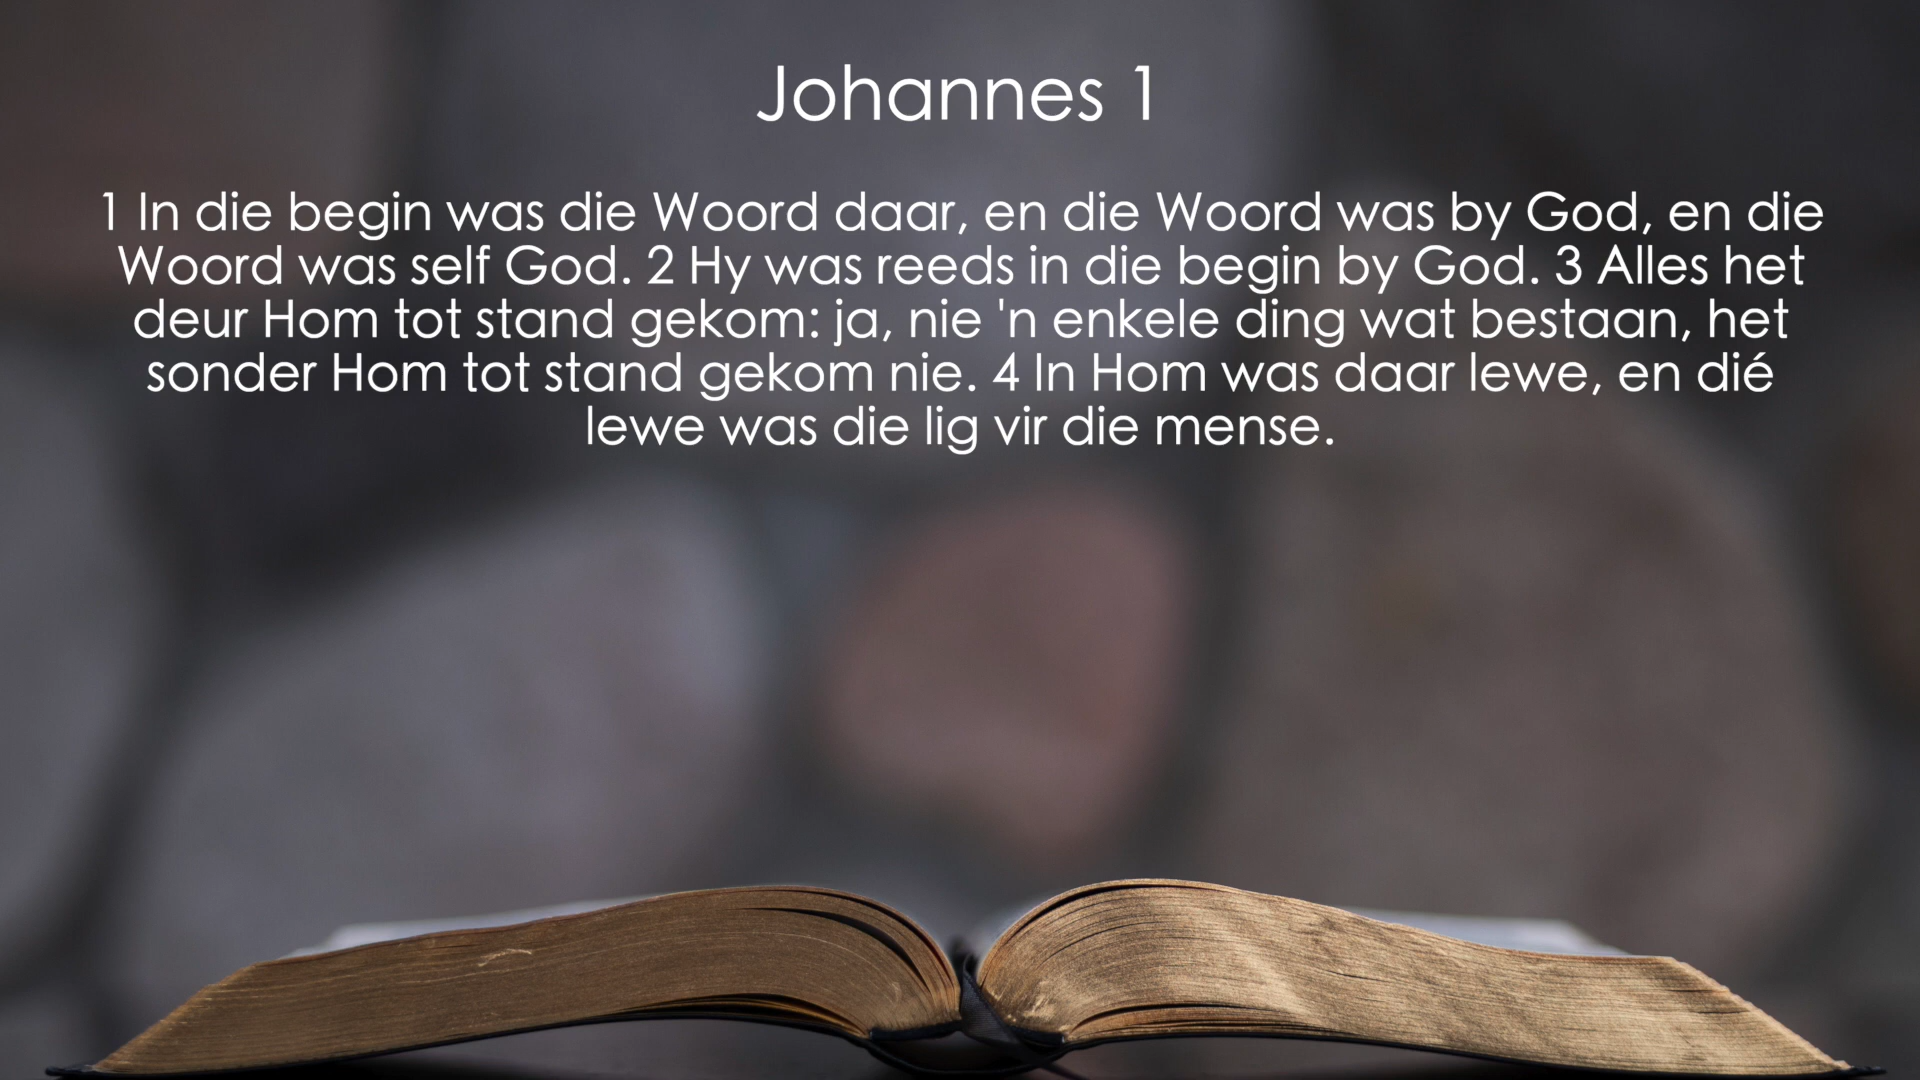 Johannes 1
1 In die begin was die Woord daar, en die Woord was by God, en die
Woord was self God. 2 Hy was reeds in die begin by God. 3 Alles het
deur Hom tot stand gekom: ja, nie 'n enkele ding wat bestaan, het
sonder Hom tot stand gekom nie. 4 In Hom was daar lewe, en dié
lewe was die lig vir die mense.